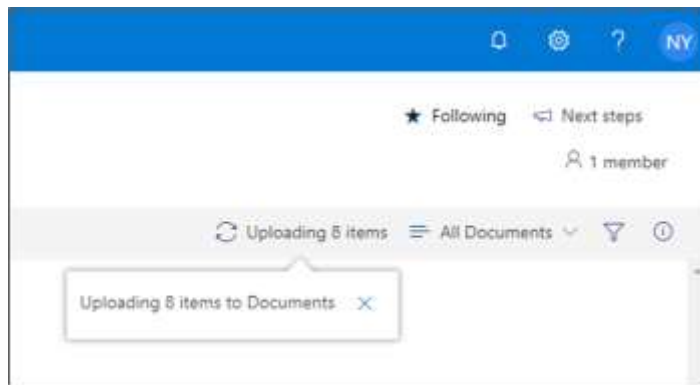 ?
NY
Following
Next steps
1 member
Uploading 8 items
All Documents
Uploading 8 items to Documents